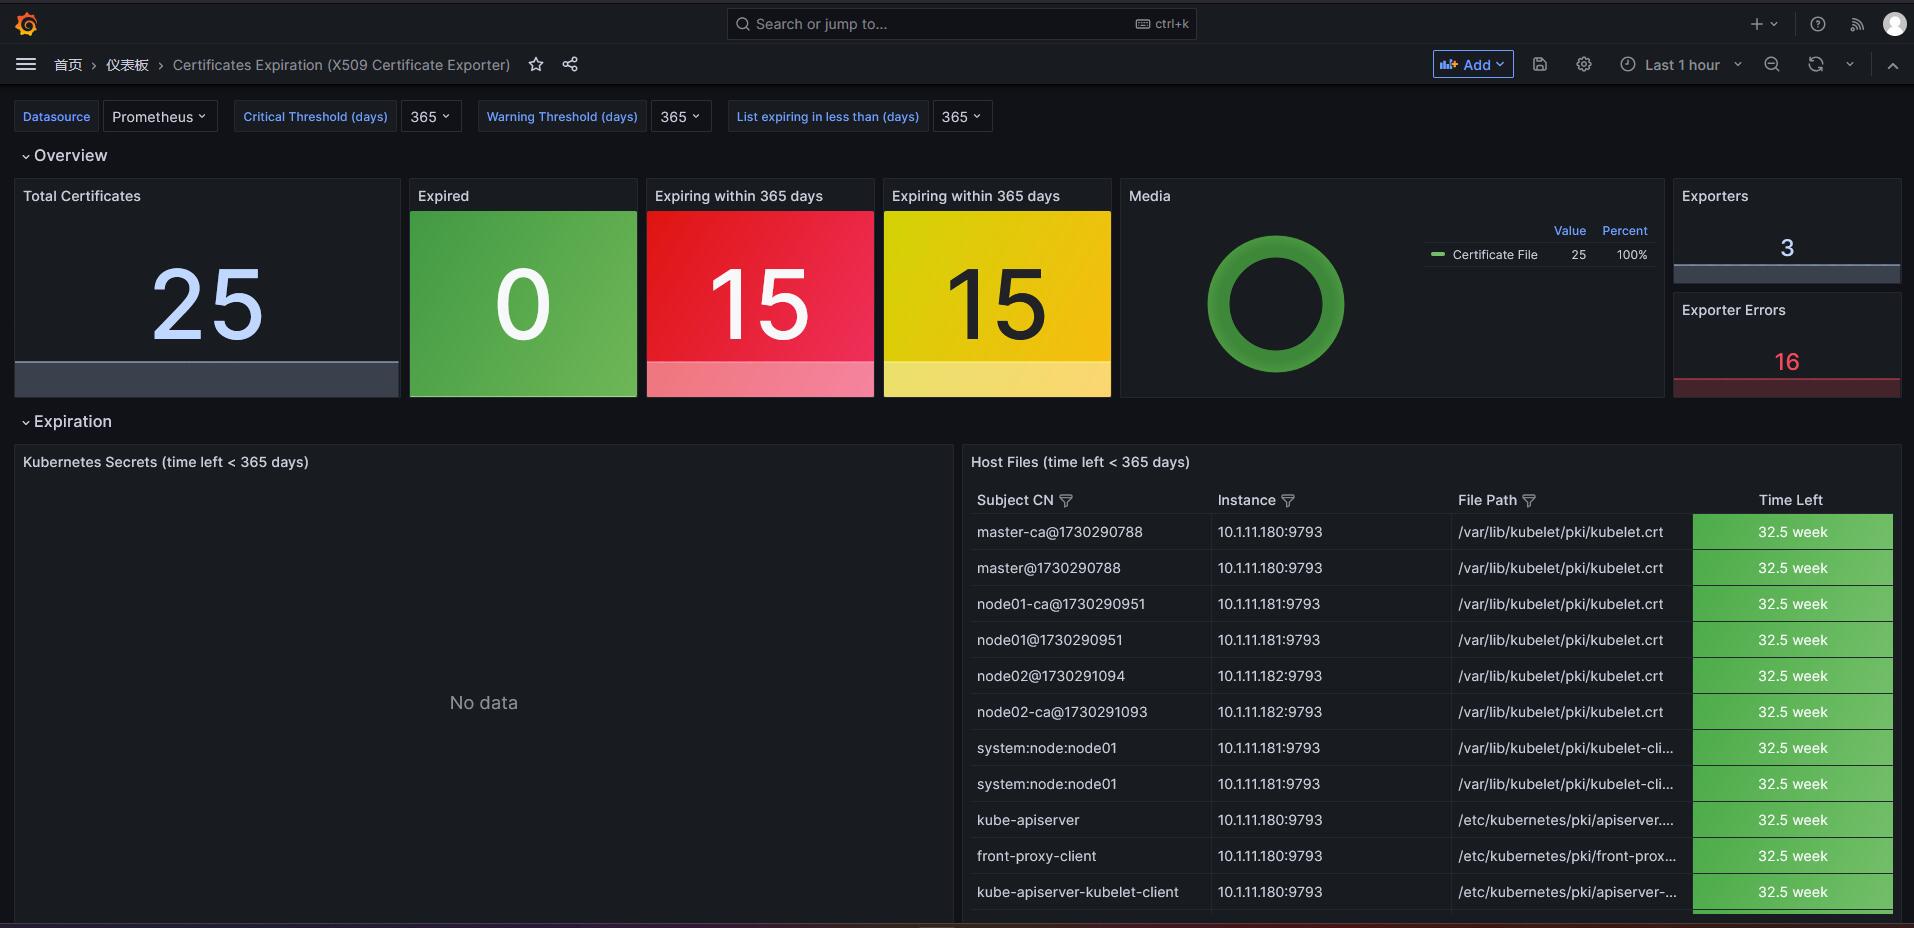 Search or jump to... ctrl+k
首页 › 仪表板 › Certificates Expiration (X509 Certificate Exporter) Add Last 1 hour
Datasource Prometheus Critical Threshold (days) 365 Warning Threshold (days) 365 List expiring in less than (days) 365
Overview
Total Certificates
25
Expired
0
Expiring within 365 days
15
Expiring within 365 days
15
Media
Value Percent
Certificate File 25 100%
Exporters
3
Exporter Errors
16
Expiration
Kubernetes Secrets (time left < 365 days)
No data
Host Files (time left < 365 days)
Subject CN Instance File Path Time Left
master-ca@1730290788 10.1.11.180:9793 /var/lib/kubelet/pki/kubelet.crt 32.5 week
master@1730290788 10.1.11.180:9793 /var/lib/kubelet/pki/kubelet.crt 32.5 week
node01-ca@1730290951 10.1.11.181:9793 /var/lib/kubelet/pki/kubelet.crt 32.5 week
node01@1730290951 10.1.11.181:9793 /var/lib/kubelet/pki/kubelet.crt 32.5 week
node02@1730291094 10.1.11.182:9793 /var/lib/kubelet/pki/kubelet.crt 32.5 week
node02-ca@1730291093 10.1.11.182:9793 /var/lib/kubelet/pki/kubelet.crt 32.5 week
system:node:node01 10.1.11.181:9793 /var/lib/kubelet/pki/kubelet-cli... 32.5 week
system:node:node01 10.1.11.181:9793 /var/lib/kubelet/pki/kubelet-cli... 32.5 week
kube-apiserver 10.1.11.180:9793 /etc/kubernetes/pki/apiserver.... 32.5 week
front-proxy-client 10.1.11.180:9793 /etc/kubernetes/pki/front-prox... 32.5 week
kube-apiserver-kubelet-client 10.1.11.180:9793 /etc/kubernetes/pki/apiserver-... 32.5 week